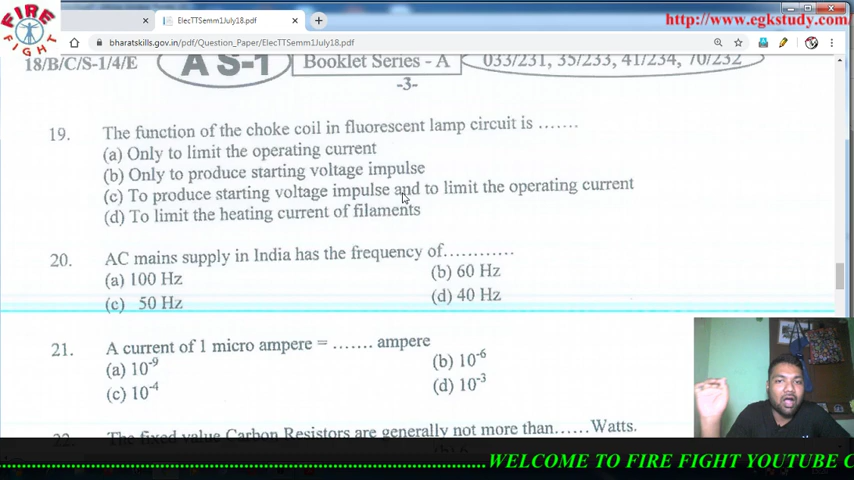 FIRE
FIGHT
ElecTTSemm1July18.pdf
http://www.egkstudy.com
bharatskills.gov.in/pdf/Question_Paper/ElecTTSemm1July18.pdf
18/B/C/S-1/4/E
A S-1
Booklet Series - A
033/231, 35/233, 41/234, 70/232
-3-
19. The function of the choke coil in fluorescent lamp circuit is .......
(a) Only to limit the operating current
(b) Only to produce starting voltage impulse
(c) To produce starting voltage impulse and to limit the operating current
(d) To limit the heating current of filaments
20. AC mains supply in India has the frequency of............
(a) 100 Hz (b) 60 Hz
(c) 50 Hz (d) 40 Hz
21. A current of 1 micro ampere = ....... ampere
(a) 10⁻⁹ (b) 10⁻⁶
(c) 10⁻⁴ (d) 10⁻³
22. The fixed value Carbon Resistors are generally not more than......Watts.
WELCOME TO FIRE FIGHT YOUTUBE C